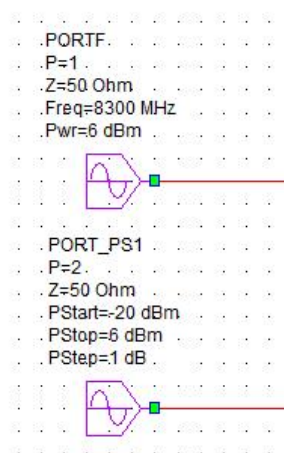 PORTF
P=1
Z=50 Ohm
Freq=8300 MHz
Pwr=6 dBm
PORT_PS1
P=2
Z=50 Ohm
PStart=-20 dBm
PStop=6 dBm
PStep=1 dB